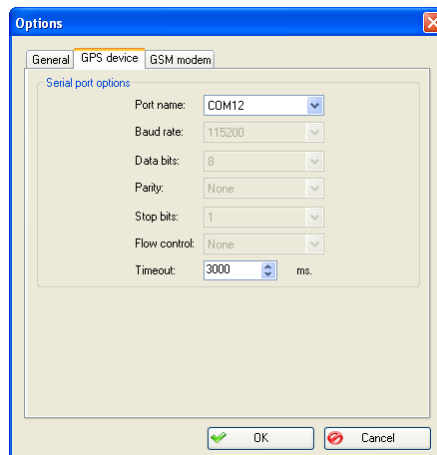 Options
General GPS device GSM modem
Serial port options
Port name: COM12
Baud rate: 115200
Data bits: 8
Parity: None
Stop bits: 1
Flow control: None
Timeout: 3000 ms.
OK Cancel